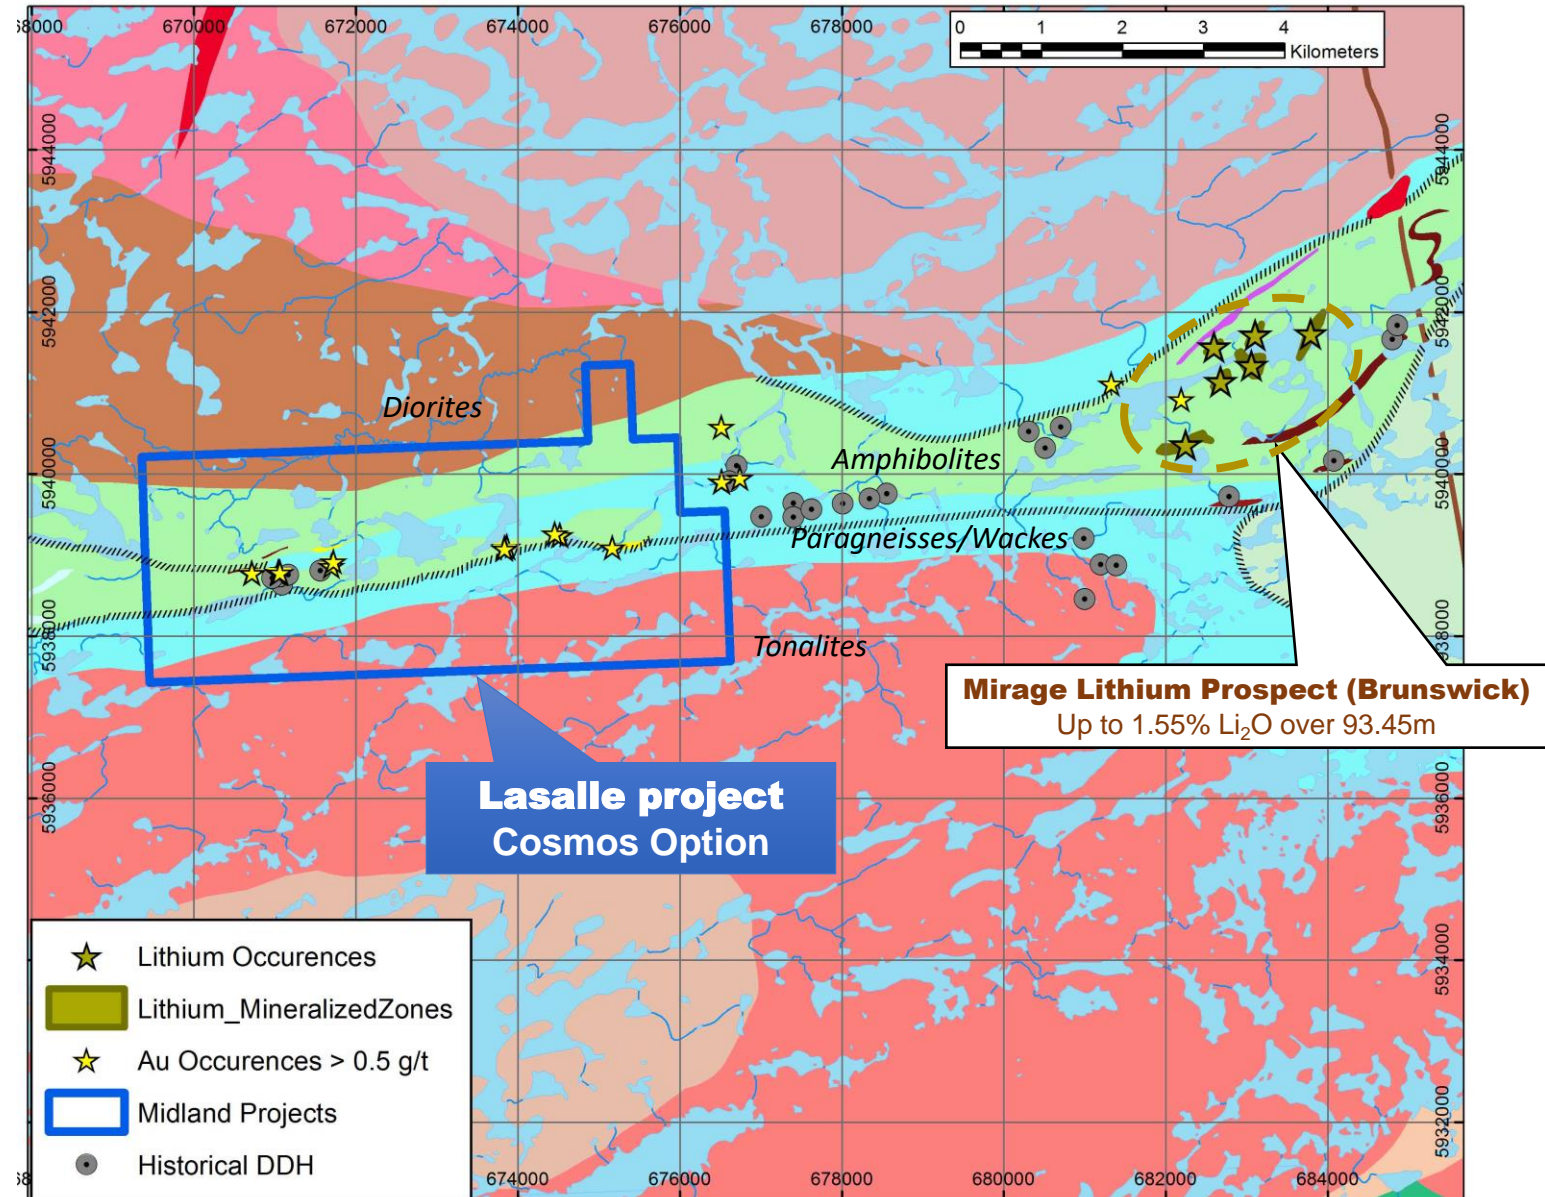 68000
670000
672000
674000
676000
678000
0
1
2
3
4
Kilometers
5944000
5944000
5942000
5942000
Diorites
Amphibolites
5940000
5940000
Paragneisses/Wackes
5938000
5938000
Tonalites
Mirage Lithium Prospect (Brunswick)
Up to 1.55% Li₂O over 93.45m
Lasalle project
Cosmos Option
5936000
5936000
5934000
5932000
Lithium Occurences
Lithium_MineralizedZones
Au Occurences > 0.5 g/t
Midland Projects
Historical DDH
68
674000
676000
678000
680000
682000
684000